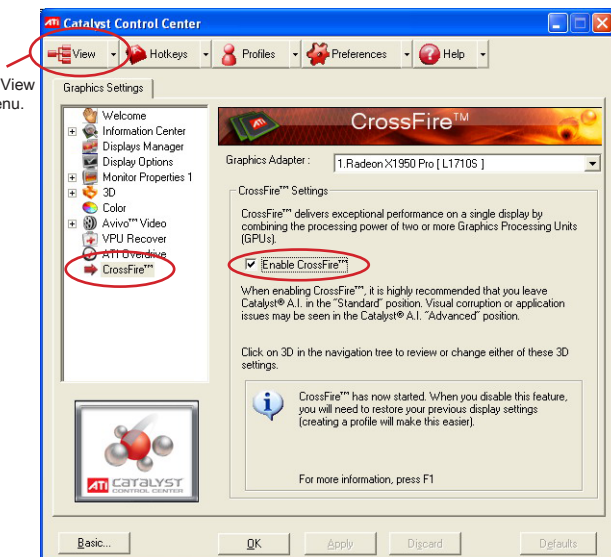 Catalyst Control Center
View
Hotkeys
Profiles
Preferences
Help
View
nu.
Graphics Settings
Welcome
Information Center
Displays Manager
Display Options
Monitor Properties 1
3D
Color
Avivo™ Video
VPU Recover
ATI Overdrive
CrossFire™
CrossFire™
Graphics Adapter :
1.Radeon X1950 Pro [ L1710S ]
CrossFire™ Settings
CrossFire™ delivers exceptional performance on a single display by
combining the processing power of two or more Graphics Processing Units
(GPUs).
Enable CrossFire™
When enabling CrossFire™, it is highly recommended that you leave
Catalyst® A.I. in the "Standard" position. Visual corruption or application
issues may be seen in the Catalyst® A.I. "Advanced" position.
Click on 3D in the navigation tree to review or change either of these 3D
settings.
CrossFire™ has now started. When you disable this feature,
you will need to restore your previous display settings
(creating a profile will make this easier).
For more information, press F1
ATI CATALYST
CONTROL CENTER
Basic...
OK
Apply
Discard
Defaults